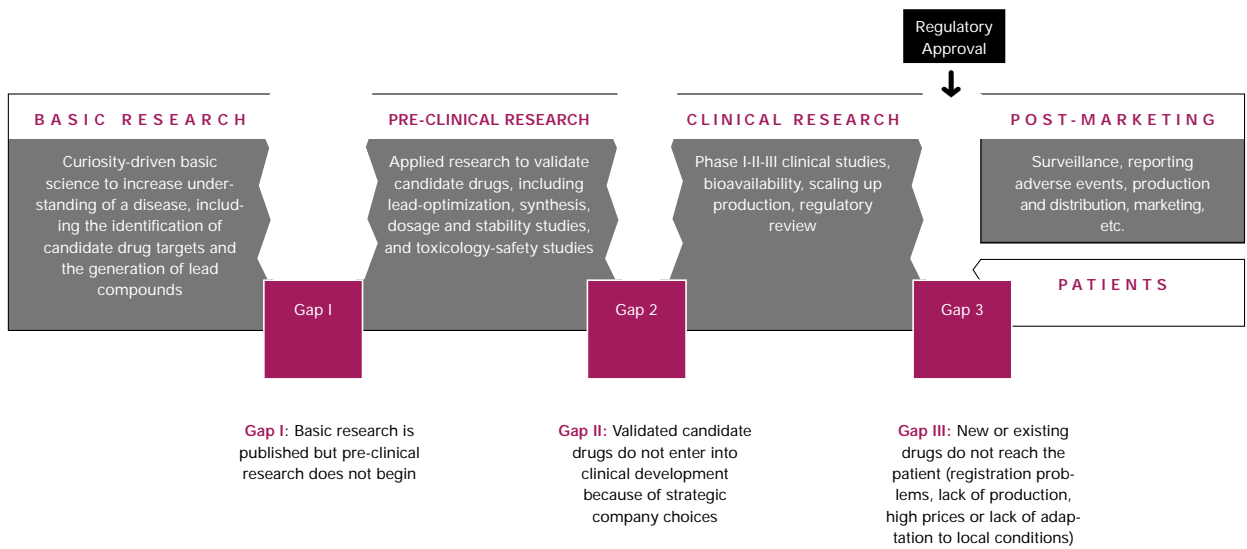 Regulatory
Approval
BASIC RESEARCH
Curiosity-driven basic
science to increase under-
standing of a disease, includ-
ing the identification of
candidate drug targets and
the generation of lead
compounds
PRE-CLINICAL RESEARCH
Applied research to validate
candidate drugs, including
lead-optimization, synthesis,
dosage and stability studies,
and toxicology-safety studies
CLINICAL RESEARCH
Phase I-II-III clinical studies,
bioavailability, scaling up
production, regulatory
review
POST-MARKETING
Surveillance, reporting
adverse events, production
and distribution, marketing,
etc.
PATIENTS
Gap I
Gap 2
Gap 3
Gap I: Basic research is
published but pre-clinical
research does not begin
Gap II: Validated candidate
drugs do not enter into
clinical development
because of strategic
company choices
Gap III: New or existing
drugs do not reach the
patient (registration prob-
lems, lack of production,
high prices or lack of adap-
tation to local conditions)